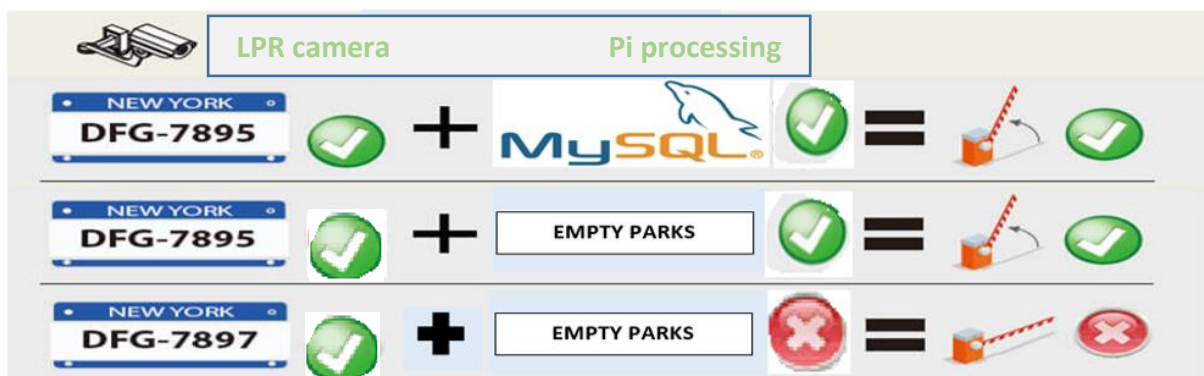 LPR camera Pi processing
NEW YORK
DFG-7895
MySQL®
NEW YORK
DFG-7895
EMPTY PARKS
NEW YORK
DFG-7897
EMPTY PARKS